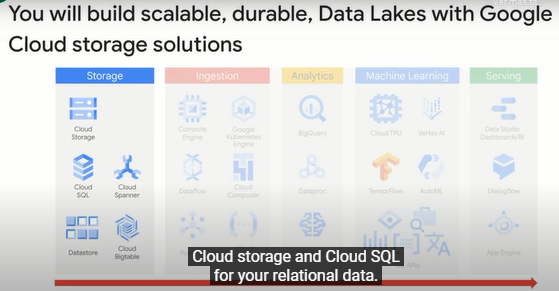 You will build scalable, durable, Data Lakes with Google
Cloud storage solutions
Storage
Ingestion
Analytics
Machine Learning
Serving
Cloud
Storage
Compute
Engine
Google
Kubernetes
Engine
BigQuery
Cloud TPU
Vertex AI
Data Studio
Dashboards/BI
Cloud
SQL
Cloud
Spanner
Dataflow
Cloud
Composer
Dataproc
TensorFlow
AutoML
Dialogflow
Datastore
Cloud
Bigtable
APIs
App Engine
Cloud storage and Cloud SQL
for your relational data.